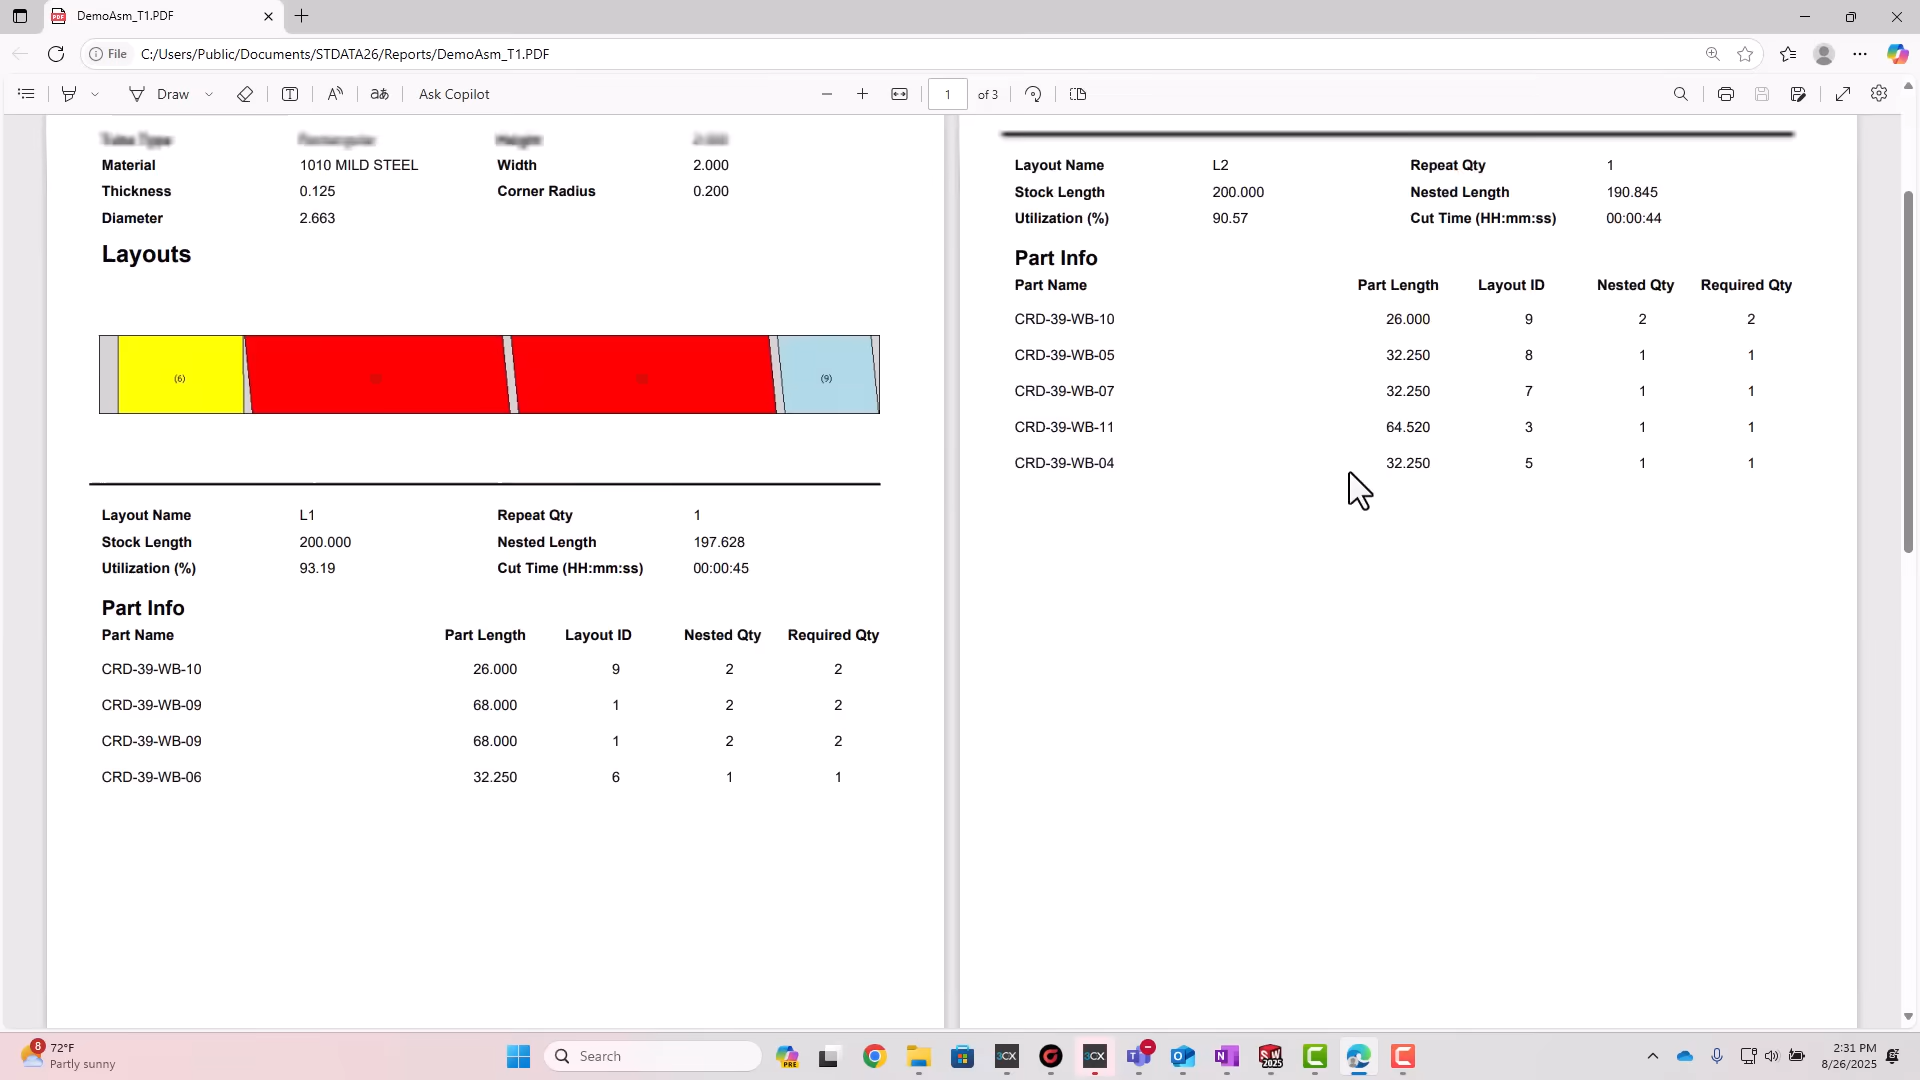 DemoAsm_T1.PDF
File C:/Users/Public/Documents/STDATA26/Reports/DemoAsm_T1.PDF
Draw Ask Copilot 1 of 3
Material 1010 MILD STEEL Width 2.000
Thickness 0.125 Corner Radius 0.200
Diameter 2.663
Layouts
(6) (9)
Layout Name L1 Repeat Qty 1
Stock Length 200.000 Nested Length 197.628
Utilization (%) 93.19 Cut Time (HH:mm:ss) 00:00:45
Part Info
Part Name Part Length Layout ID Nested Qty Required Qty
CRD-39-WB-10 26.000 9 2 2
CRD-39-WB-09 68.000 1 2 2
CRD-39-WB-09 68.000 1 2 2
CRD-39-WB-06 32.250 6 1 1
Layout Name L2 Repeat Qty 1
Stock Length 200.000 Nested Length 190.845
Utilization (%) 90.57 Cut Time (HH:mm:ss) 00:00:44
Part Info
Part Name Part Length Layout ID Nested Qty Required Qty
CRD-39-WB-10 26.000 9 2 2
CRD-39-WB-05 32.250 8 1 1
CRD-39-WB-07 32.250 7 1 1
CRD-39-WB-11 64.520 3 1 1
CRD-39-WB-04 32.250 5 1 1
8 72°F
Partly sunny
Search
PRE
3CX
3CX
SW 2025
2:31 PM
8/26/2025